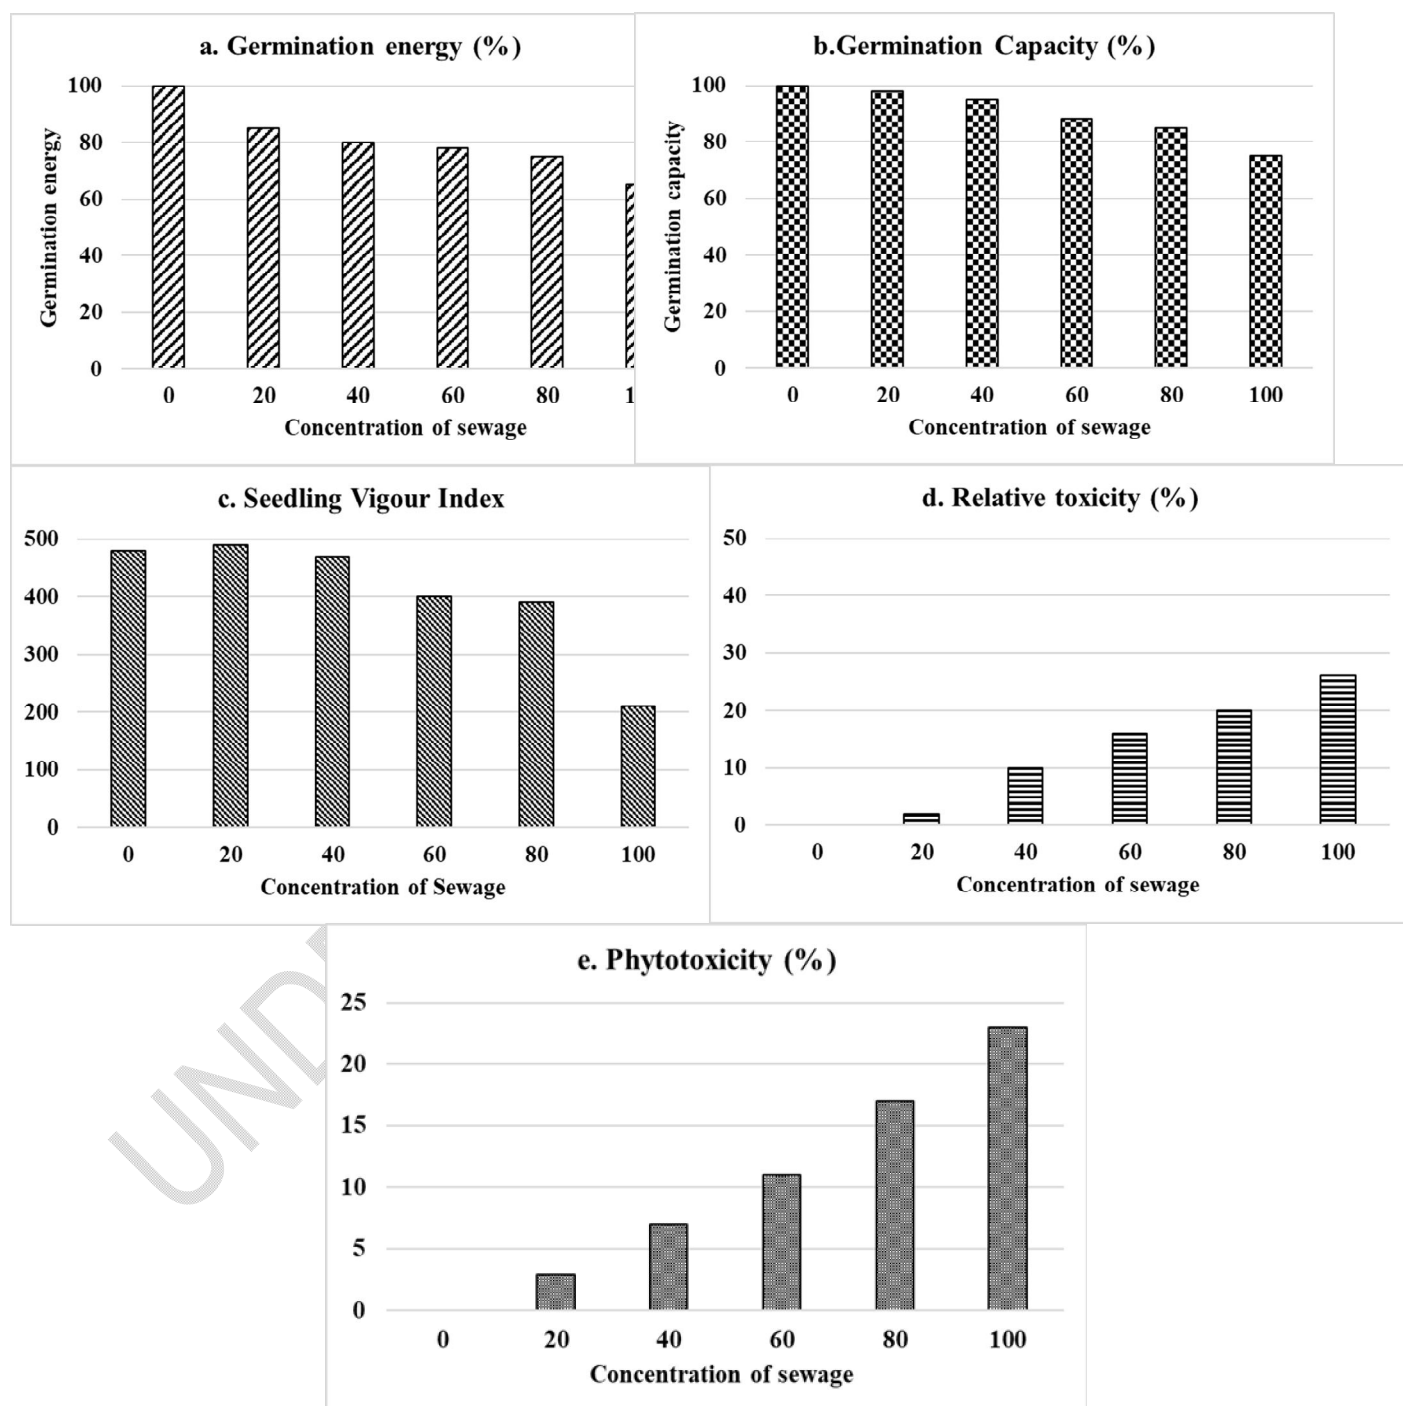 a. Germination energy (%)
100
80
60
40
20
0
Germination energy
0 20 40 60 80
Concentration of sewage
b.Germination Capacity (%)
100
80
60
40
20
0
Germination capacity
0 20 40 60 80 100
Concentration of sewage
c. Seedling Vigour Index
500
400
300
200
100
0
0 20 40 60 80 100
Concentration of Sewage
d. Relative toxicity (%)
50
40
30
20
10
0
0 20 40 60 80 100
Concentration of sewage
e. Phytotoxicity (%)
25
20
15
10
5
0
0 20 40 60 80 100
Concentration of sewage